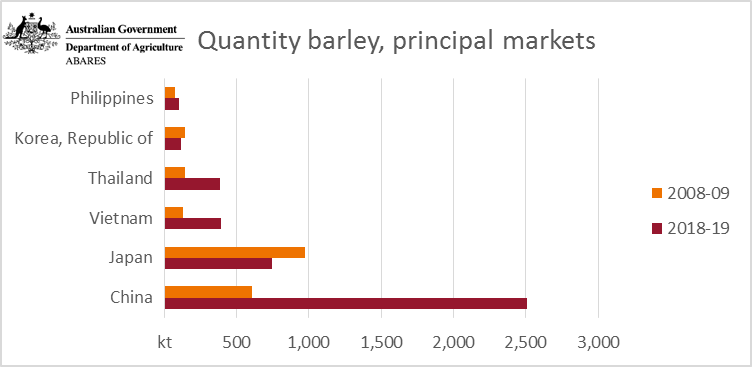 Australian Government
Department of Agriculture
ABARES
Quantity barley, principal markets
Philippines
Korea, Republic of
Thailand
Vietnam
Japan
China
2008-09
2018-19
kt 500 1,000 1,500 2,000 2,500 3,000